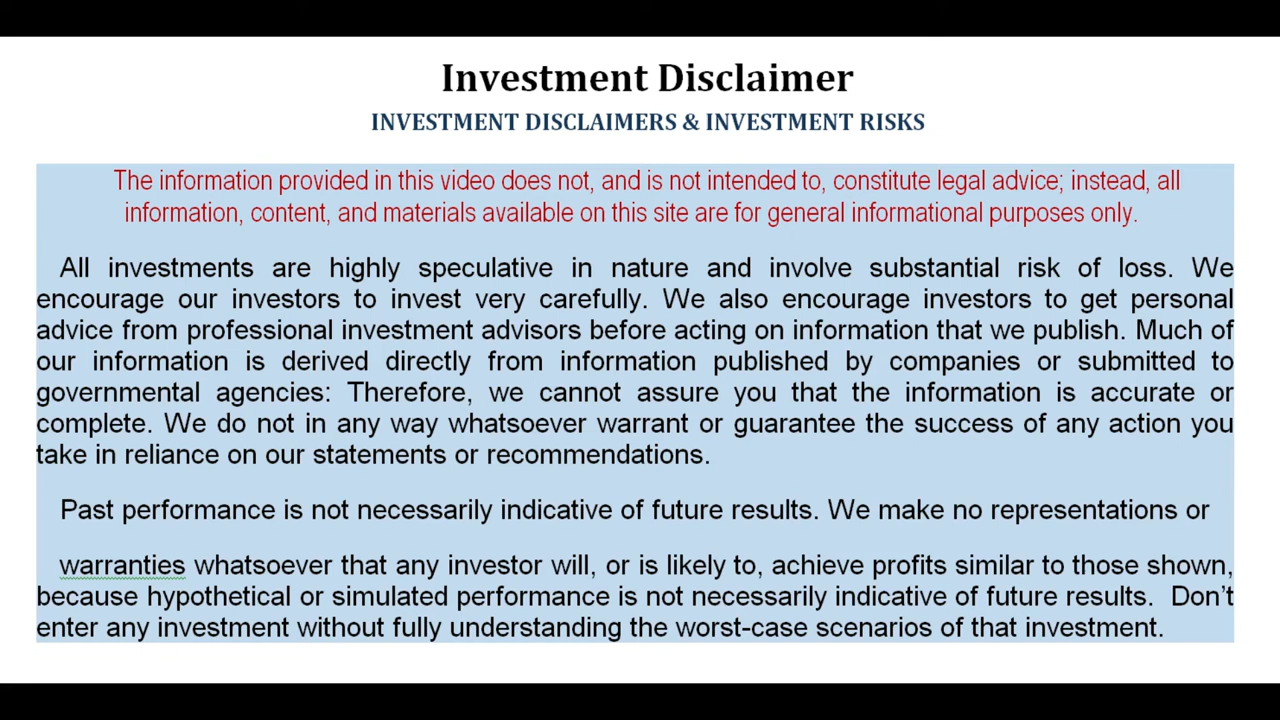 Investment Disclaimer
INVESTMENT DISCLAIMERS & INVESTMENT RISKS
The information provided in this video does not, and is not intended to, constitute legal advice; instead, all
information, content, and materials available on this site are for general informational purposes only.
All investments are highly speculative in nature and involve substantial risk of loss. We
encourage our investors to invest very carefully. We also encourage investors to get personal
advice from professional investment advisors before acting on information that we publish. Much of
our information is derived directly from information published by companies or submitted to
governmental agencies: Therefore, we cannot assure you that the information is accurate or
complete. We do not in any way whatsoever warrant or guarantee the success of any action you
take in reliance on our statements or recommendations.
Past performance is not necessarily indicative of future results. We make no representations or
warranties whatsoever that any investor will, or is likely to, achieve profits similar to those shown,
because hypothetical or simulated performance is not necessarily indicative of future results.  Don’t
enter any investment without fully understanding the worst-case scenarios of that investment.